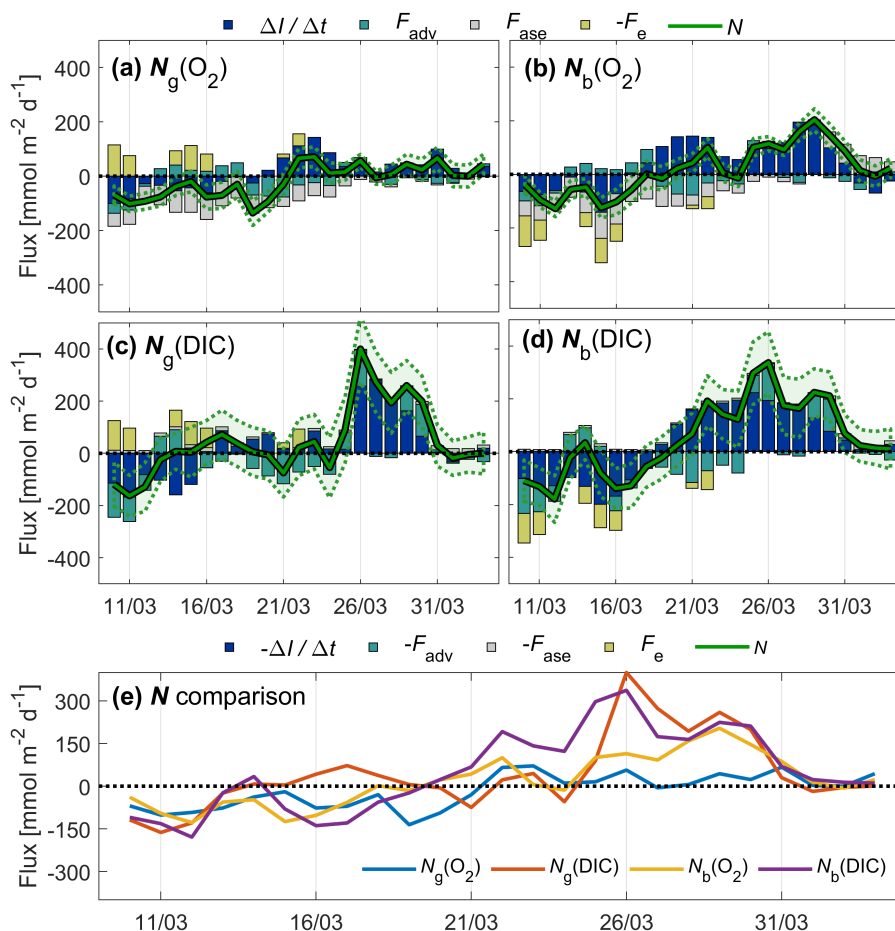 ΔI / Δt F_adv F_ase -F_e N
(a) N_g(O_2) (b) N_b(O_2)
400
200
0
-200
-400
Flux [mmol m^-2 d^-1]
(c) N_g(DIC) (d) N_b(DIC)
400
200
0
-200
-400
Flux [mmol m^-2 d^-1]
11/03 16/03 21/03 26/03 31/03 11/03 16/03 21/03 26/03 31/03
-ΔI / Δt -F_adv -F_ase F_e N
(e) N comparison
300
150
0
-150
-300
Flux [mmol m^-2 d^-1]
N_g(O_2) N_g(DIC) N_b(O_2) N_b(DIC)
11/03 16/03 21/03 26/03 31/03